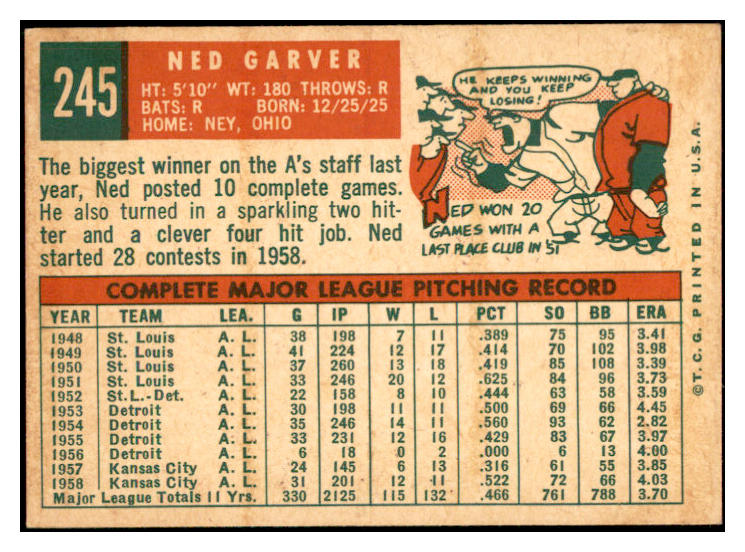 245
NED GARVER
HT: 5'10" WT: 180 THROWS: R
BATS: R BORN: 12/25/25
HOME: NEY, OHIO
The biggest winner on the A's staff last
year, Ned posted 10 complete games.
He also turned in a sparkling two hit-
ter and a clever four hit job. Ned
started 28 contests in 1958.
HE KEEPS WINNING
AND YOU KEEP
LOSING!
NED WON 20
GAMES WITH A
LAST PLACE CLUB IN '51
COMPLETE MAJOR LEAGUE PITCHING RECORD
YEAR TEAM LEA. G IP W L PCT SO BB ERA
1948 St. Louis A. L. 38 198 7 11 .389 75 95 3.41
1949 St. Louis A. L. 41 224 12 17 .414 70 102 3.98
1950 St. Louis A. L. 37 260 13 18 .419 85 108 3.39
1951 St. Louis A. L. 33 246 20 12 .625 84 96 3.73
1952 St.L.-Det. A. L. 22 158 8 10 .444 63 58 3.59
1953 Detroit A. L. 30 198 11 11 .500 69 66 4.45
1954 Detroit A. L. 35 246 14 11 .560 93 62 2.82
1955 Detroit A. L. 33 231 12 16 .429 83 67 3.97
1956 Detroit A. L. 6 18 0 2 .000 6 13 4.00
1957 Kansas City A. L. 24 145 6 13 .316 61 55 3.85
1958 Kansas City A. L. 31 201 12 11 .522 72 66 4.03
Major League Totals 11 Yrs. 330 2125 115 132 .466 761 788 3.70
© T. C. G. PRINTED IN U.S.A.